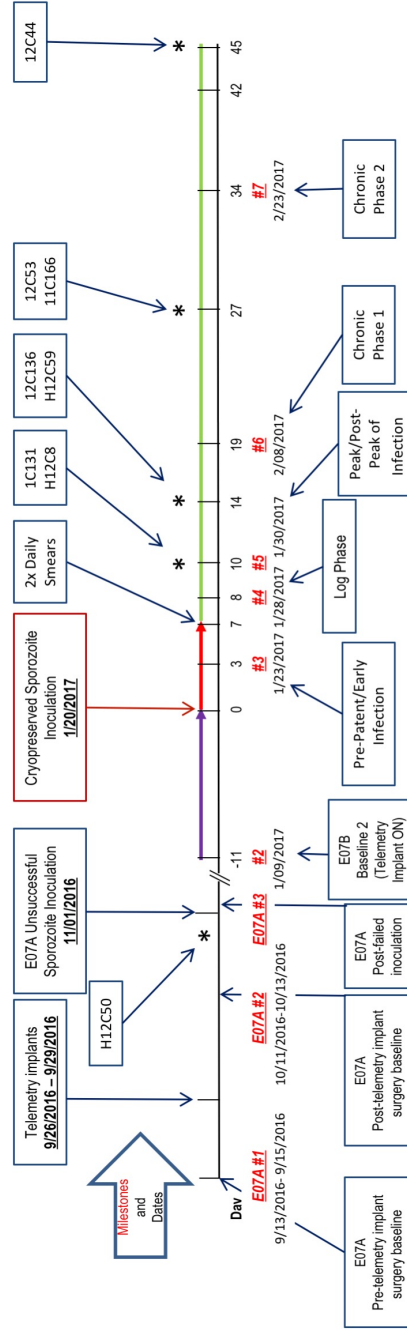 Milestones
and
Dates
Telemetry implants
9/26/2016 – 9/29/2016
H12C50
E07A Unsuccessful
Sporozoite Inoculation
11/01/2016
Cryopreserved Sporozoite
Inoculation
1/20/2017
2x Daily
Smears
1C131
H12C8
12C136
H12C59
12C53
11C166
12C44
*
*
*
*
*
Day
-11
0
3
7
8
10
14
19
27
34
42
45
E07A #1
E07A #2
E07A #3
#2
#3
#4
#5
#6
#7
9/13/2016- 9/15/2016
10/11/2016-10/13/2016
1/09/2017
1/23/2017
1/28/2017
1/30/2017
2/08/2017
2/23/2017
E07A
Pre-telemetry implant
surgery baseline
E07A
Post-telemetry implant
surgery baseline
E07A
Post-failed
inoculation
E07B
Baseline 2
(Telemetry
Implant ON)
Pre-Patent/Early
Infection
Log Phase
Peak/Post-
Peak of
Infection
Chronic
Phase 1
Chronic
Phase 2